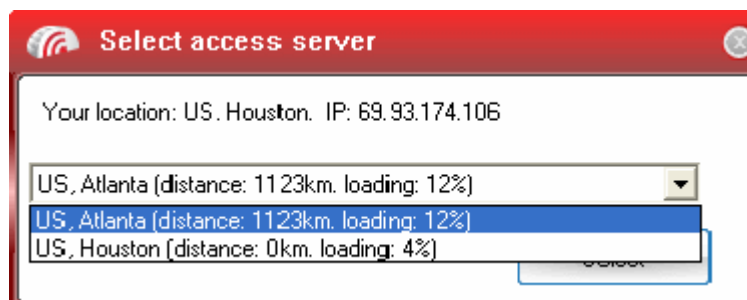 Select access server
Your location: US. Houston. IP: 69.93.174.106
US, Atlanta (distance: 1123km. loading: 12%)
US, Atlanta (distance: 1123km. loading: 12%)
US, Houston (distance: 0km. loading: 4%)